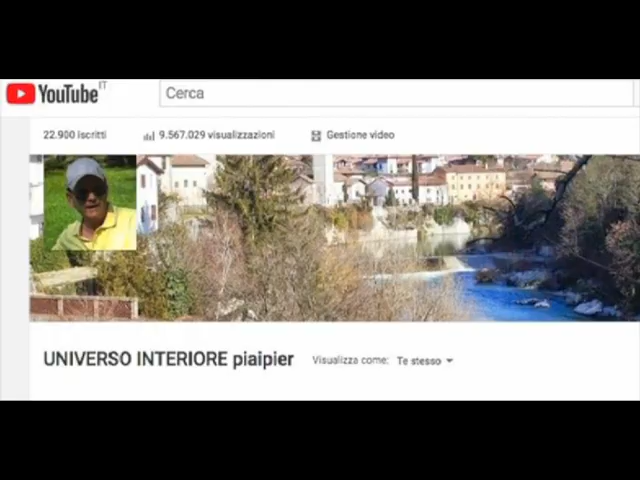 YouTube IT
Cerca
22.900 iscritti 9.567.029 visualizzazioni Gestione video
UNIVERSO INTERIORE piaipier Visualizza come: Te stesso